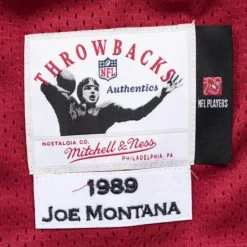 THROWBACKS
NFL
Authentics
NOSTALGIA CO.
Mitchell & Ness
PHILADELPHIA, PA
1989
JOE MONTANA
NFL PLAYERS